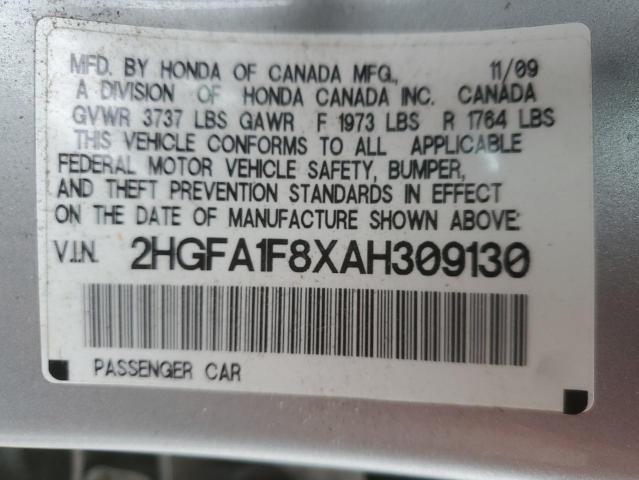 MFD. BY HONDA OF CANADA MFG., 11/09
A DIVISION OF HONDA CANADA INC. CANADA
GVWR 3737 LBS GAWR F 1973 LBS R 1764 LBS
THIS VEHICLE CONFORMS TO ALL APPLICABLE
FEDERAL MOTOR VEHICLE SAFETY, BUMPER,
AND THEFT PREVENTION STANDARDS IN EFFECT
ON THE DATE OF MANUFACTURE SHOWN ABOVE.
V.I.N. 2HGFA1F8XAH309130
PASSENGER CAR